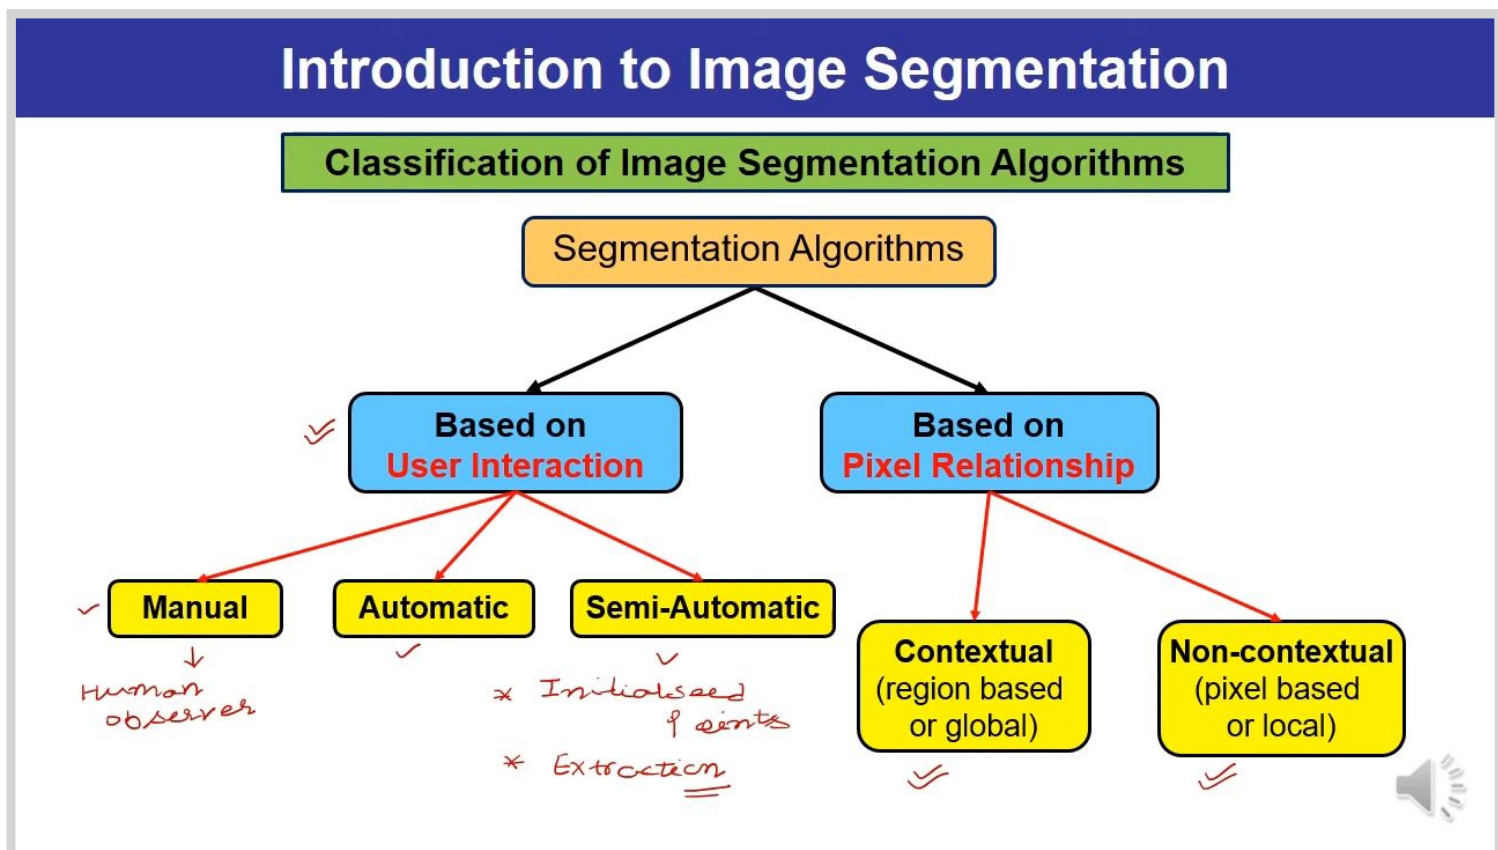 Introduction to Image Segmentation
Classification of Image Segmentation Algorithms
Segmentation Algorithms
Based on
User Interaction
Based on
Pixel Relationship
Manual
Automatic
Semi-Automatic
Contextual
(region based
or global)
Non-contextual
(pixel based
or local)
Human
observer
* Initial seed
points
* Extraction